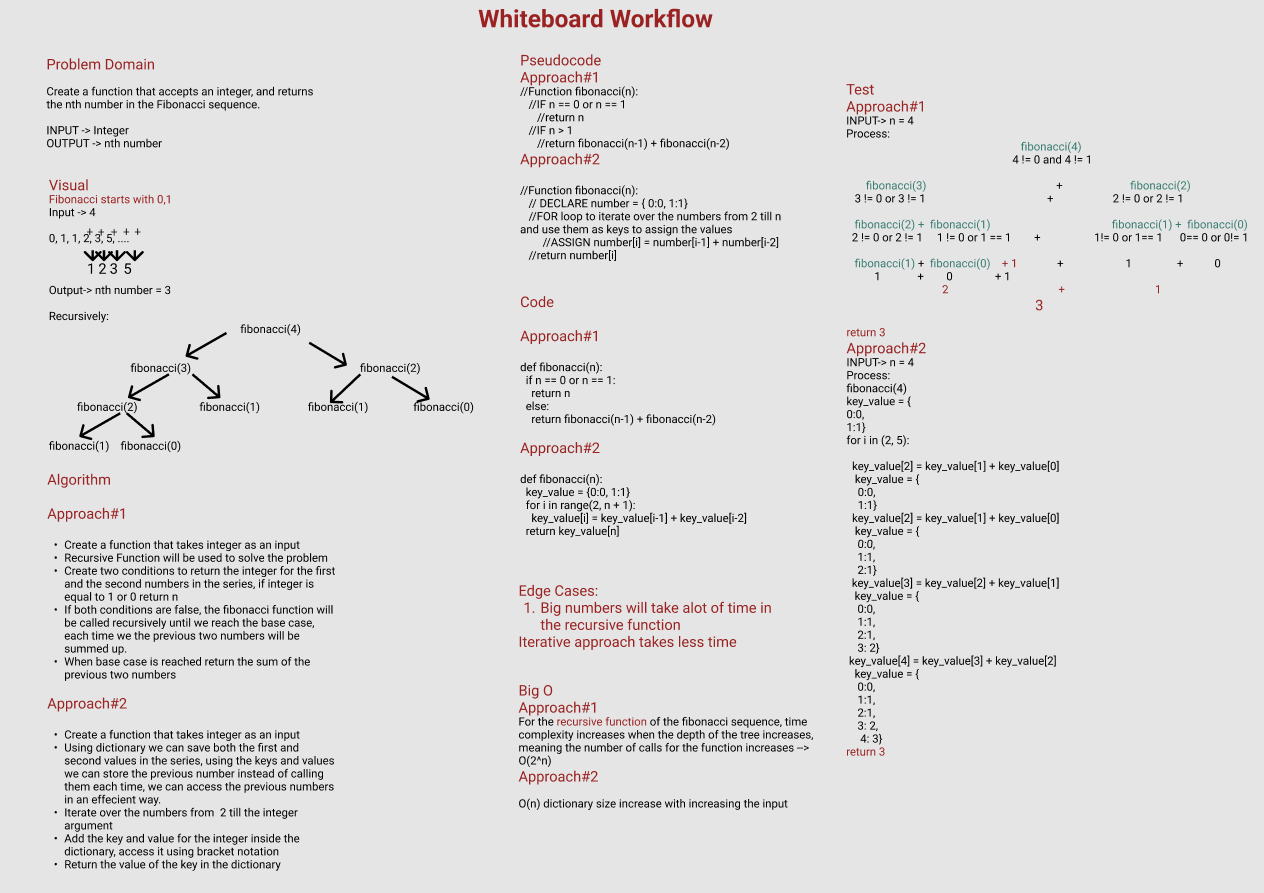 Whiteboard Workflow
Problem Domain
Create a function that accepts an integer, and returns
the nth number in the Fibonacci sequence.
INPUT -> Integer
OUTPUT -> nth number
Visual
Fibonacci starts with 0,1
Input -> 4
+ + + + +
0, 1, 1, 2, 3, 5, ....
1 2 3 5
Output-> nth number = 3
Recursively:
fibonacci(4)
fibonacci(3) fibonacci(2)
fibonacci(2) fibonacci(1) fibonacci(1) fibonacci(0)
fibonacci(1) fibonacci(0)
Algorithm
Approach#1
• Create a function that takes integer as an input
• Recursive Function will be used to solve the problem
• Create two conditions to return the integer for the first
and the second numbers in the series, if integer is
equal to 1 or 0 return n
• If both conditions are false, the fibonacci function will
be called recursively until we reach the base case,
each time we the previous two numbers will be
summed up.
• When base case is reached return the sum of the
previous two numbers
Approach#2
• Create a function that takes integer as an input
• Using dictionary we can save both the first and
second values in the series, using the keys and values
we can store the previous number instead of calling
them each time, we can access the previous numbers
in an effecient way.
• Iterate over the numbers from 2 till the integer
argument
• Add the key and value for the integer inside the
dictionary, access it using bracket notation
• Return the value of the key in the dictionary
Pseudocode
Approach#1
//Function fibonacci(n):
//IF n == 0 or n == 1
//return n
//IF n > 1
//return fibonacci(n-1) + fibonacci(n-2)
Approach#2
//Function fibonacci(n):
// DECLARE number = { 0:0, 1:1}
//FOR loop to iterate over the numbers from 2 till n
and use them as keys to assign the values
//ASSIGN number[i] = number[i-1] + number[i-2]
//return number[i]
Code
Approach#1
def fibonacci(n):
if n == 0 or n == 1:
return n
else:
return fibonacci(n-1) + fibonacci(n-2)
Approach#2
def fibonacci(n):
key_value = {0:0, 1:1}
for i in range(2, n + 1):
key_value[i] = key_value[i-1] + key_value[i-2]
return key_value[n]
Edge Cases:
1. Big numbers will take alot of time in
the recursive function
Iterative approach takes less time
Big O
Approach#1
For the recursive function of the fibonacci sequence, time
complexity increases when the depth of the tree increases,
meaning the number of calls for the function increases -->
O(2^n)
Approach#2
O(n) dictionary size increase with increasing the input
Test
Approach#1
INPUT-> n = 4
Process:
fibonacci(4)
4 != 0 and 4 != 1
fibonacci(3) + fibonacci(2)
3 != 0 or 3 != 1 + 2 != 0 or 2 != 1
fibonacci(2) + fibonacci(1) fibonacci(1) + fibonacci(0)
2 != 0 or 2 != 1 1 != 0 or 1 == 1 + 1!= 0 or 1== 1 0== 0 or 0!= 1
fibonacci(1) + fibonacci(0) + 1 + 1 + 0
1 + 0 + 1
2 + 1
3
return 3
Approach#2
INPUT-> n = 4
Process:
fibonacci(4)
key_value = {
0:0,
1:1}
for i in (2, 5):
key_value[2] = key_value[1] + key_value[0]
key_value = {
0:0,
1:1}
key_value[2] = key_value[1] + key_value[0]
key_value = {
0:0,
1:1,
2:1}
key_value[3] = key_value[2] + key_value[1]
key_value = {
0:0,
1:1,
2:1,
3: 2}
key_value[4] = key_value[3] + key_value[2]
key_value = {
0:0,
1:1,
2:1,
3: 2,
4: 3}
return 3